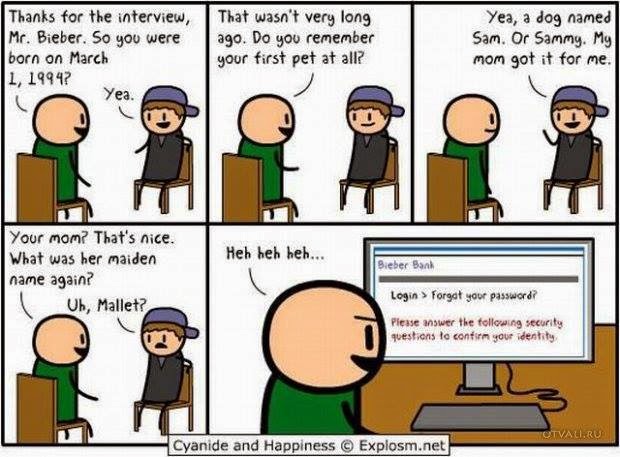 Thanks for the interview,
Mr. Bieber. So you were
born on March
1, 1994?
Yea.
That wasn't very long
ago. Do you remember
your first pet at all?
Yea, a dog named
Sam. Or Sammy. My
mom got it for me.
Your mom? That's nice.
What was her maiden
name again?
Uh, Mallet?
Heh heh heh...
Bieber Bank
Login > Forgot your password?
Please answer the following security
questions to confirm your identity.
Cyanide and Happiness © Explosm.net
OTVALI.RU